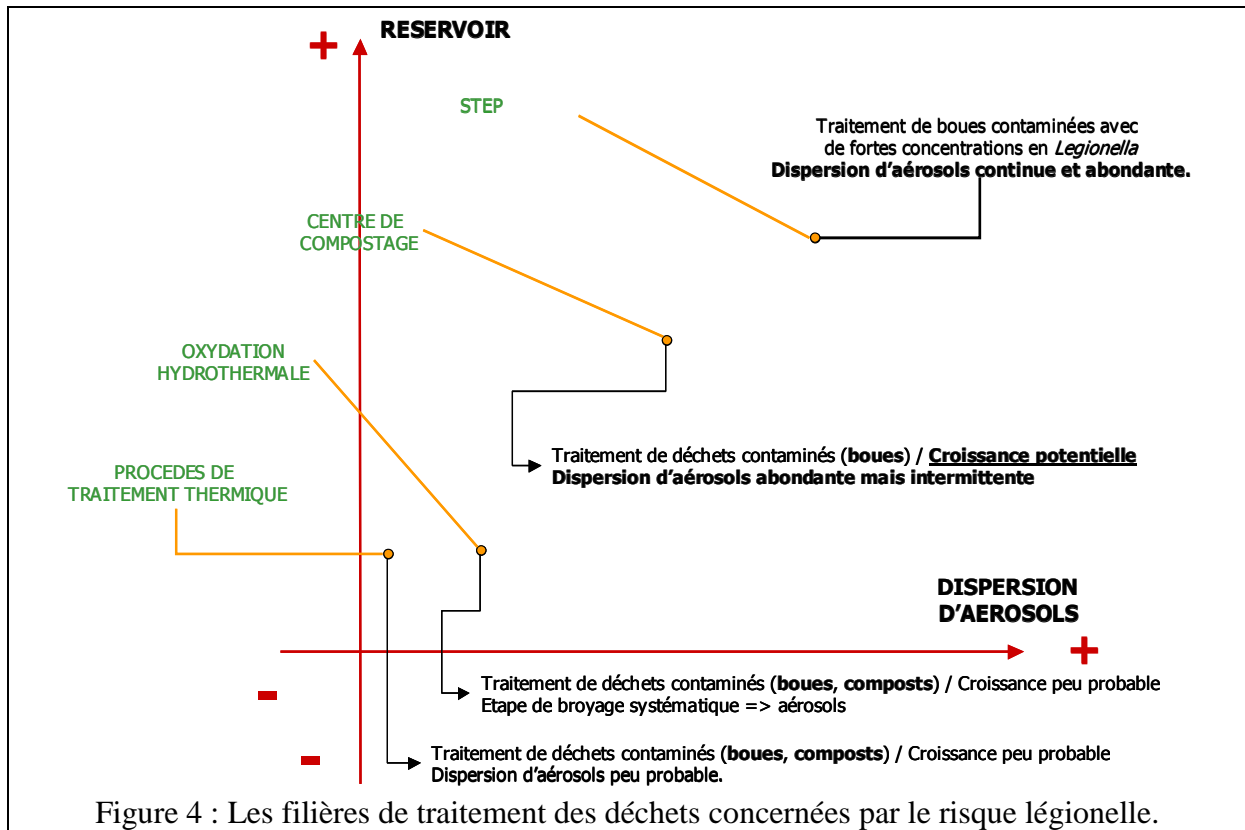 +
RESERVOIR
STEP
Traitement de boues contaminées avec
de fortes concentrations en Legionella
Dispersion d'aérosols continue et abondante.
CENTRE DE
COMPOSTAGE
OXYDATION
HYDROTHERMALE
Traitement de déchets contaminés (boues) / Croissance potentielle
Dispersion d'aérosols abondante mais intermittente
PROCEDES DE
TRAITEMENT THERMIQUE
DISPERSION
D'AEROSOLS
+
-
Traitement de déchets contaminés (boues, composts) / Croissance peu probable
Etape de broyage systématique => aérosols
-
Traitement de déchets contaminés (boues, composts) / Croissance peu probable
Dispersion d'aérosols peu probable.
Figure 4 : Les filières de traitement des déchets concernées par le risque légionelle.